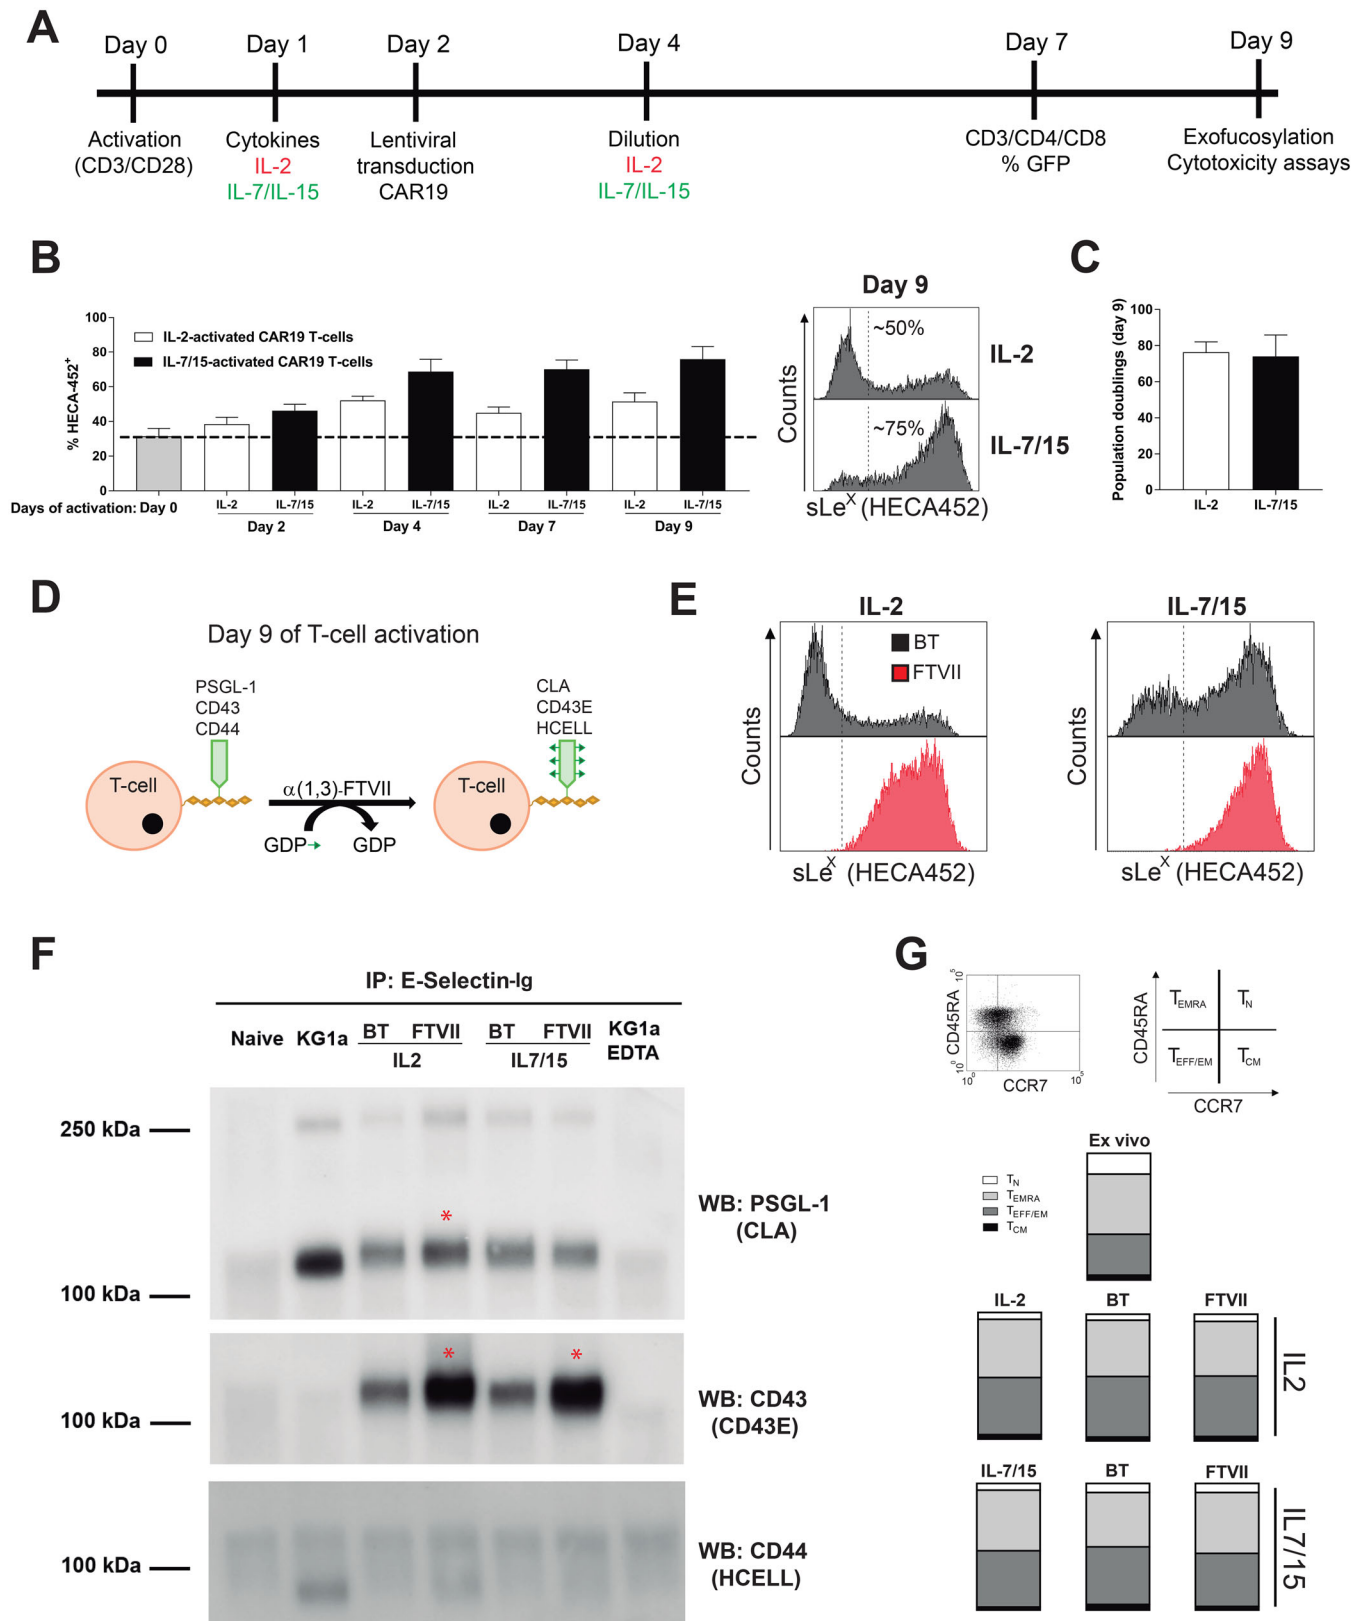 A
Day 0
Day 1
Day 2
Day 4
Day 7
Day 9
Activation
(CD3/CD28)
Cytokines
IL-2
IL-7/IL-15
Lentiviral
transduction
CAR19
Dilution
IL-2
IL-7/IL-15
CD3/CD4/CD8
% GFP
Exofucosylation
Cytotoxicity assays
B
% HECA-452+
100
80
60
40
20
0
IL-2-activated CAR19 T-cells
IL-7/15-activated CAR19 T-cells
Days of activation: Day 0
IL-2 IL-7/15 IL-2 IL-7/15 IL-2 IL-7/15 IL-2 IL-7/15
Day 2 Day 4 Day 7 Day 9
Day 9
Counts
~50%
IL-2
~75%
IL-7/15
sLeX (HECA452)
C
Population doublings (day 9)
100
80
60
40
20
0
IL-2 IL-7/15
D
Day 9 of T-cell activation
PSGL-1
CD43
CD44
T-cell
α(1,3)-FTVII
GDP
GDP
CLA
CD43E
HCELL
T-cell
E
IL-2
IL-7/15
BT
FTVII
Counts
Counts
sLeX (HECA452)
sLeX (HECA452)
F
IP: E-Selectin-Ig
Naive KG1a BT FTVII BT FTVII KG1a
IL2 IL7/15 EDTA
250 kDa
100 kDa
*
WB: PSGL-1
(CLA)
100 kDa
* *
WB: CD43
(CD43E)
100 kDa
WB: CD44
(HCELL)
G
CD45RA
10^5
10^0
10^0
10^5
CCR7
CD45RA
TEMRA TN
TEFF/EM TCM
CCR7
Ex vivo
TN
TEMRA
TEFF/EM
TCM
IL-2 BT FTVII
IL2
IL-7/15 BT FTVII
IL7/15